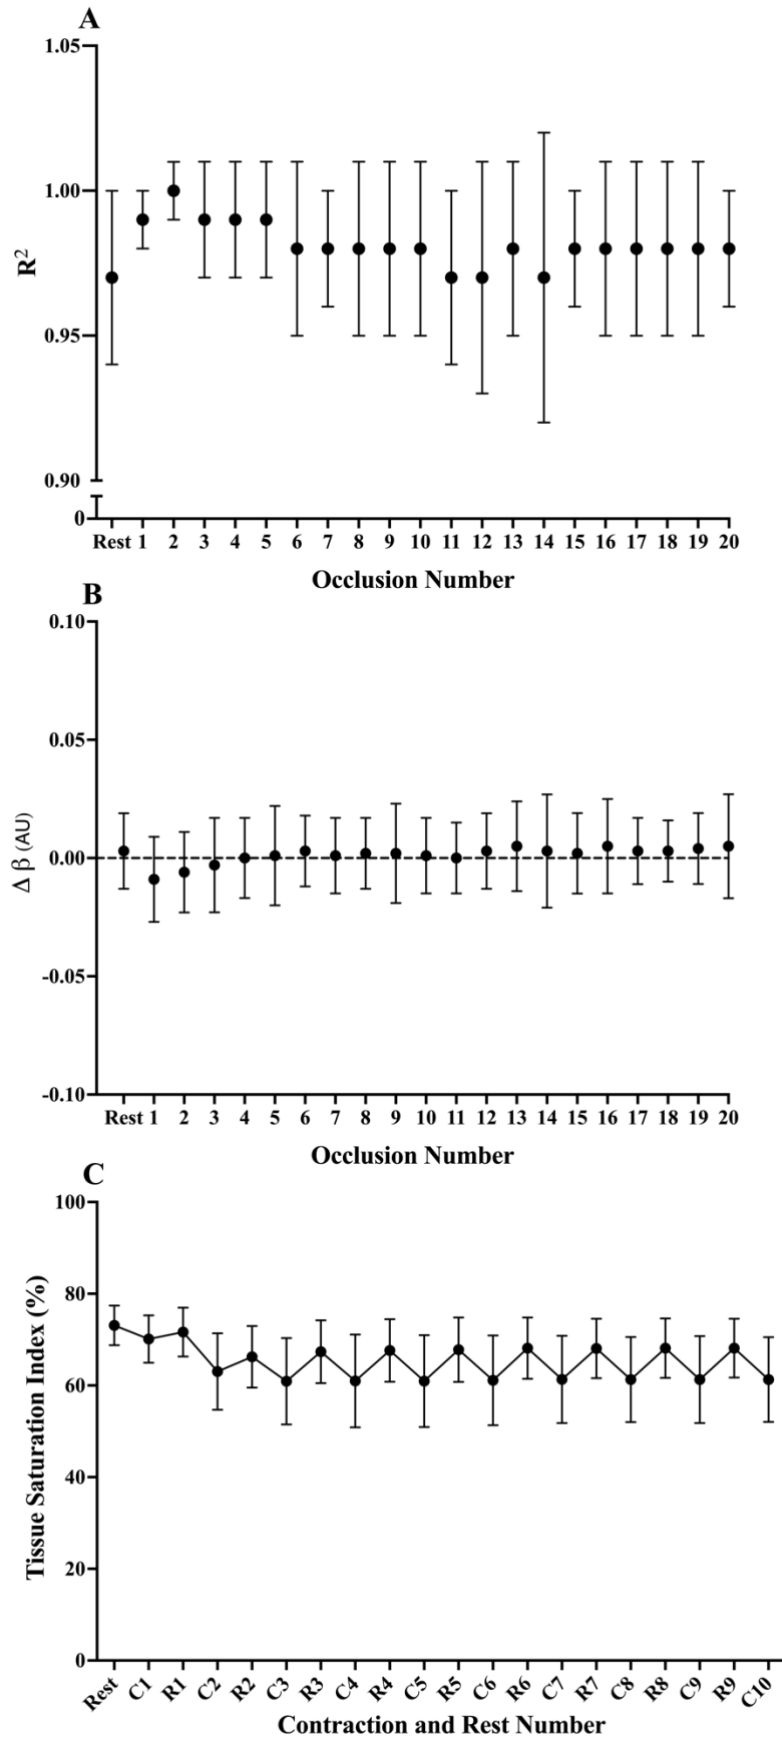 A
1.05
1.00
0.95
0.90
0
R²
Rest 1 2 3 4 5 6 7 8 9 10 11 12 13 14 15 16 17 18 19 20
Occlusion Number
B
0.10
0.05
0.00
-0.05
-0.10
Δ β (AU)
Rest 1 2 3 4 5 6 7 8 9 10 11 12 13 14 15 16 17 18 19 20
Occlusion Number
C
100
80
60
40
20
0
Tissue Saturation Index (%)
Rest C1 R1 C2 R2 C3 R3 C4 R4 C5 R5 C6 R6 C7 R7 C8 R8 C9 R9 C10
Contraction and Rest Number